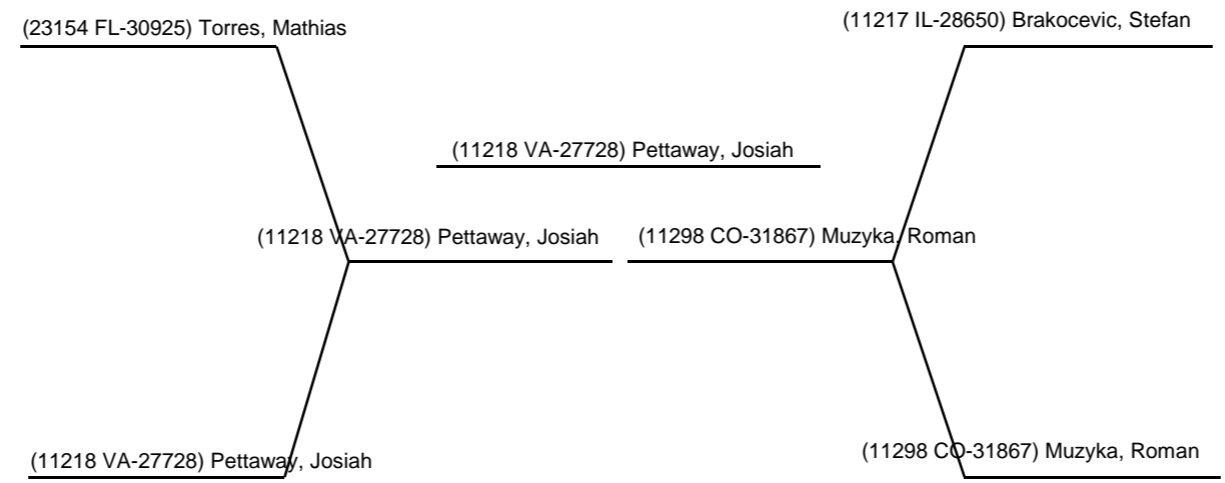 (23154 FL-30925) Torres, Mathias
(11217 IL-28650) Brakocevic, Stefan
(11218 VA-27728) Pettaway, Josiah
(11218 VA-27728) Pettaway, Josiah
(11298 CO-31867) Muzyka, Roman
(11218 VA-27728) Pettaway, Josiah
(11298 CO-31867) Muzyka, Roman